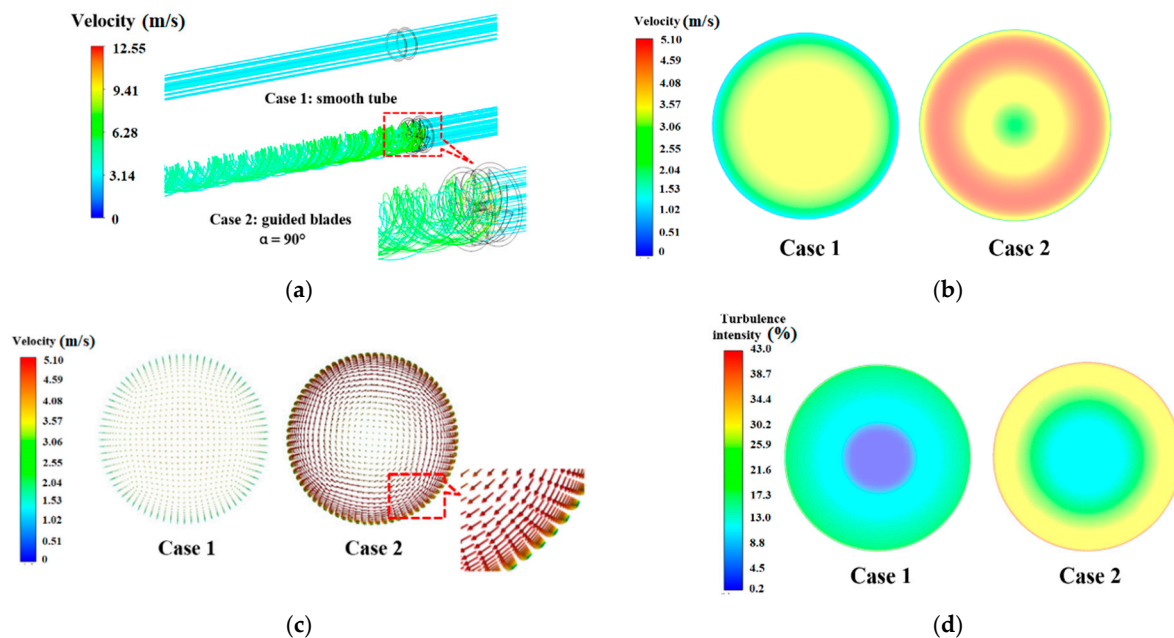 Velocity (m/s)
12.55
9.41
6.28
3.14
0
Case 1: smooth tube
Case 2: guided blades
α = 90°
(a)
Velocity (m/s)
5.10
4.59
4.08
3.57
3.06
2.55
2.04
1.53
1.02
0.51
0
Case 1
Case 2
(b)
Velocity (m/s)
5.10
4.59
4.08
3.57
3.06
2.55
2.04
1.53
1.02
0.51
0
Case 1
Case 2
(c)
Turbulence
intensity (%)
43.0
38.7
34.4
30.2
25.9
21.6
17.3
13.0
8.8
4.5
0.2
Case 1
Case 2
(d)